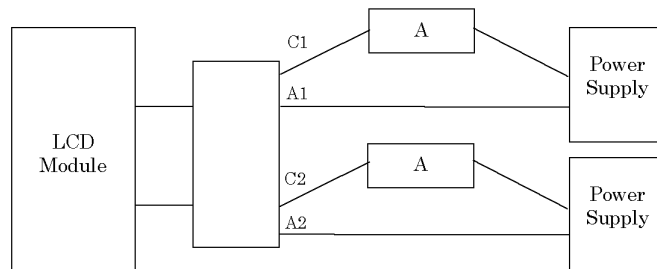 LCD
Module
C1
A
A1
Power
Supply
C2
A
A2
Power
Supply